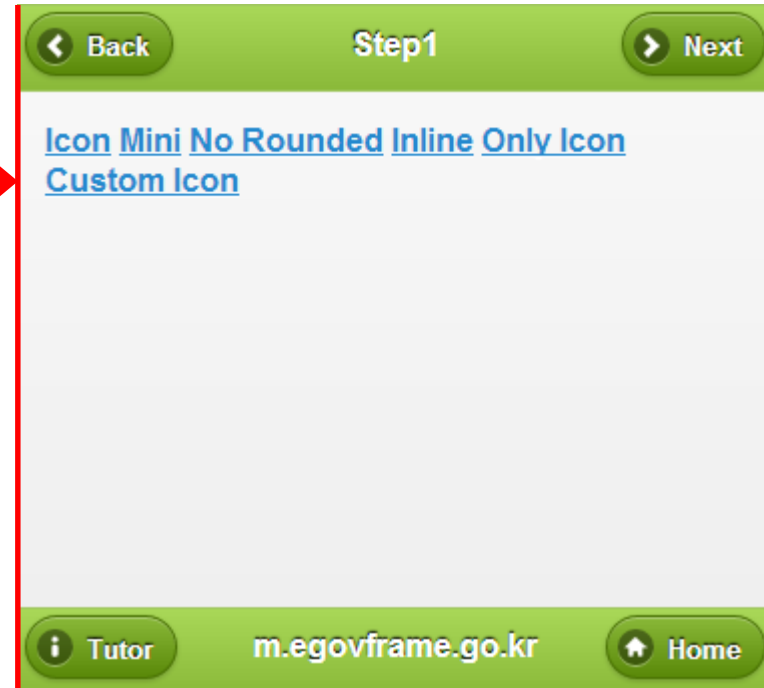 Back Step1 Next
Icon Mini No Rounded Inline Only Icon
Custom Icon
Tutor m.egovframe.go.kr Home